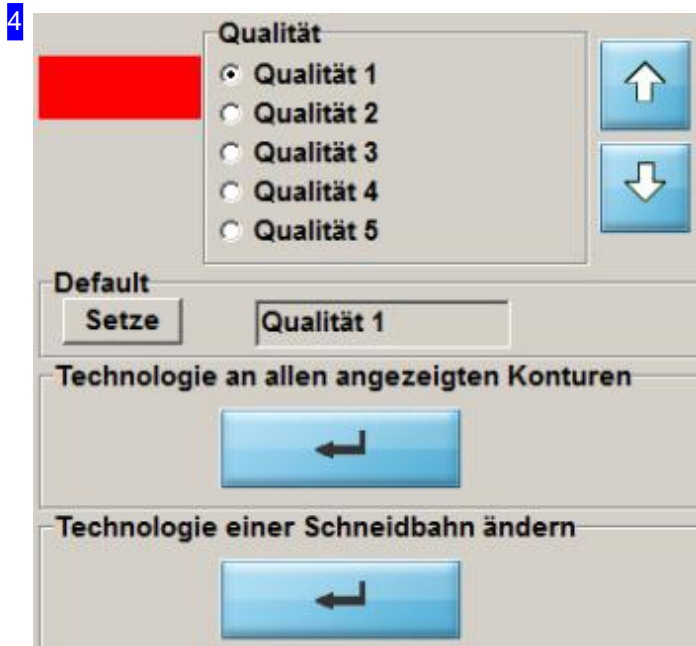 4
Qualität
Qualität 1
Qualität 2
Qualität 3
Qualität 4
Qualität 5
Default
Setze
Qualität 1
Technologie an allen angezeigten Konturen
Technologie einer Schneidbahn ändern